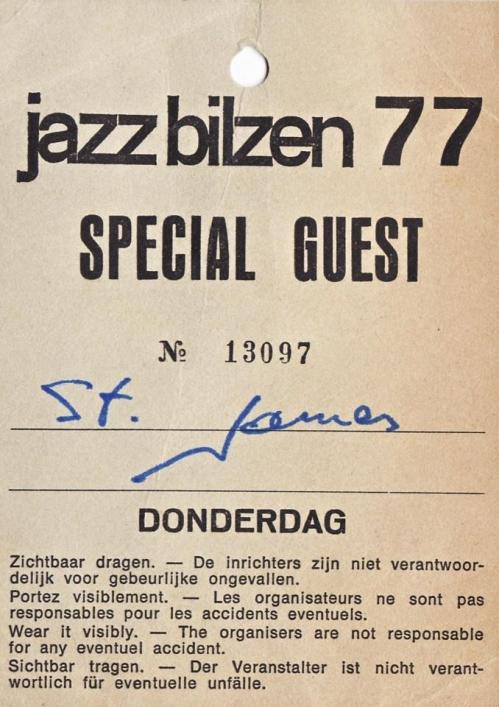 jazz bilzen 77
SPECIAL GUEST
№ 13097
St. James
DONDERDAG
Zichtbaar dragen. — De inrichters zijn niet verantwoor-
delijk voor gebeurlijke ongevallen.
Portez visiblement. — Les organisateurs ne sont pas
responsables pour les accidents eventuels.
Wear it visibly. — The organisers are not responsable
for any eventuel accident.
Sichtbar tragen. — Der Veranstalter ist nicht verant-
wortlich für eventuelle unfälle.